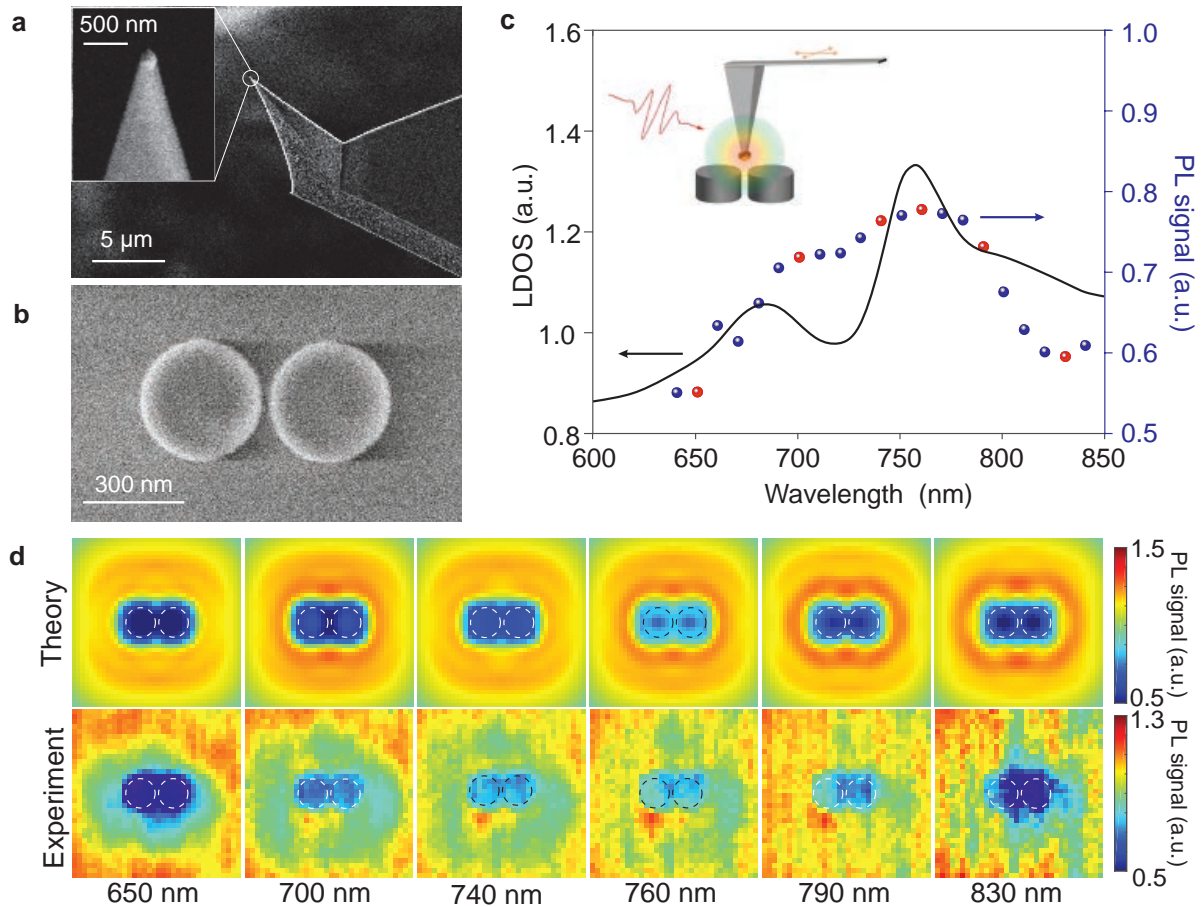 a
500 nm
5 µm
b
300 nm
c
1.6
1.4
1.2
1.0
0.8
LDOS (a.u.)
600
650
700
750
800
850
Wavelength (nm)
1.0
0.9
0.8
0.7
0.6
0.5
PL signal (a.u.)
d
Theory
1.5
0.5
PL signal (a.u.)
Experiment
1.3
0.5
PL signal (a.u.)
650 nm
700 nm
740 nm
760 nm
790 nm
830 nm